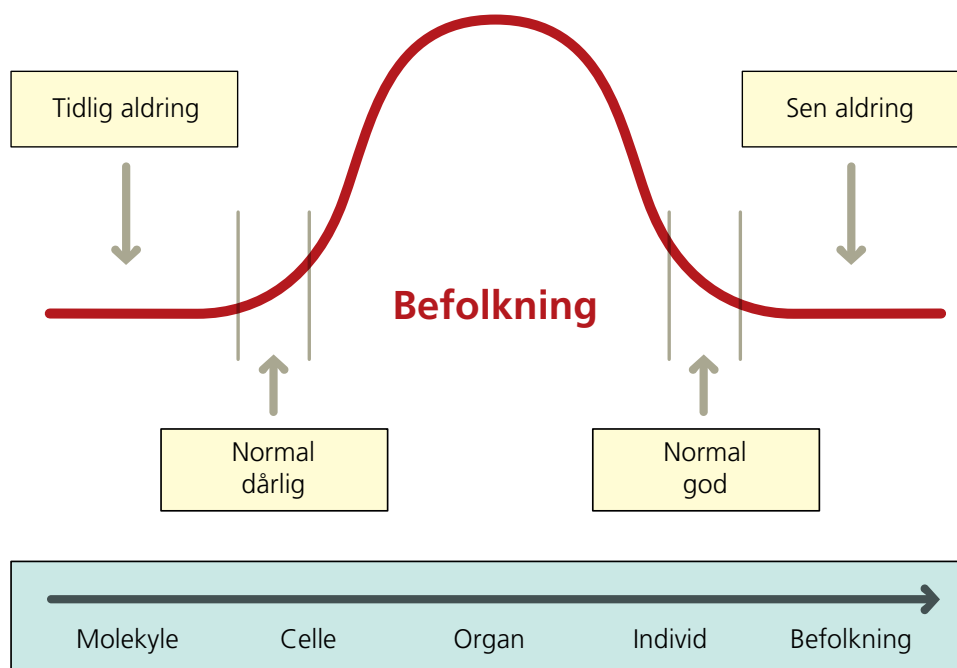 Tidlig aldring
Sen aldring
Befolkning
Normal
dårlig
Normal
god
Molekyle
Celle
Organ
Individ
Befolkning